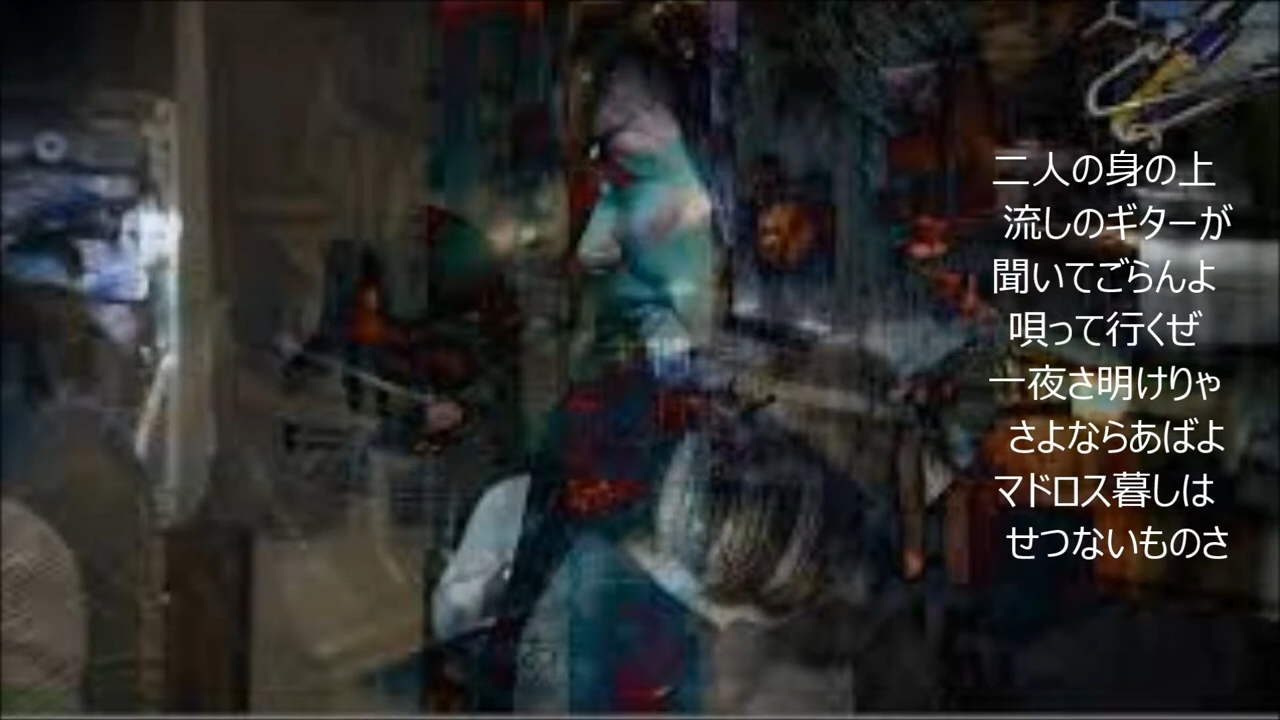 二人の身の上
流しのギターが
聞いてごらんよ
唄って行くぜ
一夜さ明けりゃ
さよならあばよ
マドロス暮しは
せつないものさ